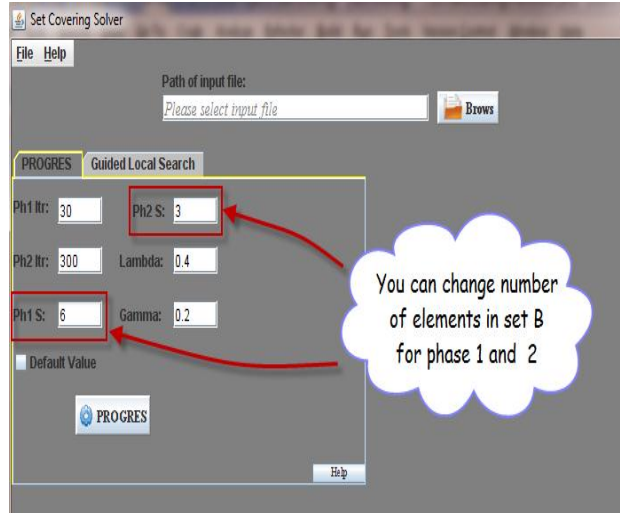 Set Covering Solver
File Help
Path of input file:
Please select input file
Brows
PROGRES Guided Local Search
Ph1 Itr: 30 Ph2 S: 3
Ph2 Itr: 300 Lambda: 0.4
Ph1 S: 6 Gamma: 0.2
Default Value
PROGRES
Help
You can change number
of elements in set B
for phase 1 and 2